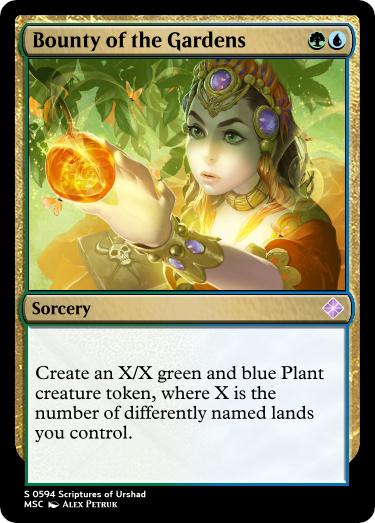 Bounty of the Gardens
Sorcery
Create an X/X green and blue Plant
creature token, where X is the
number of differently named lands
you control.
S 0594 Scriptures of Urshad
MSC Alex Petruk